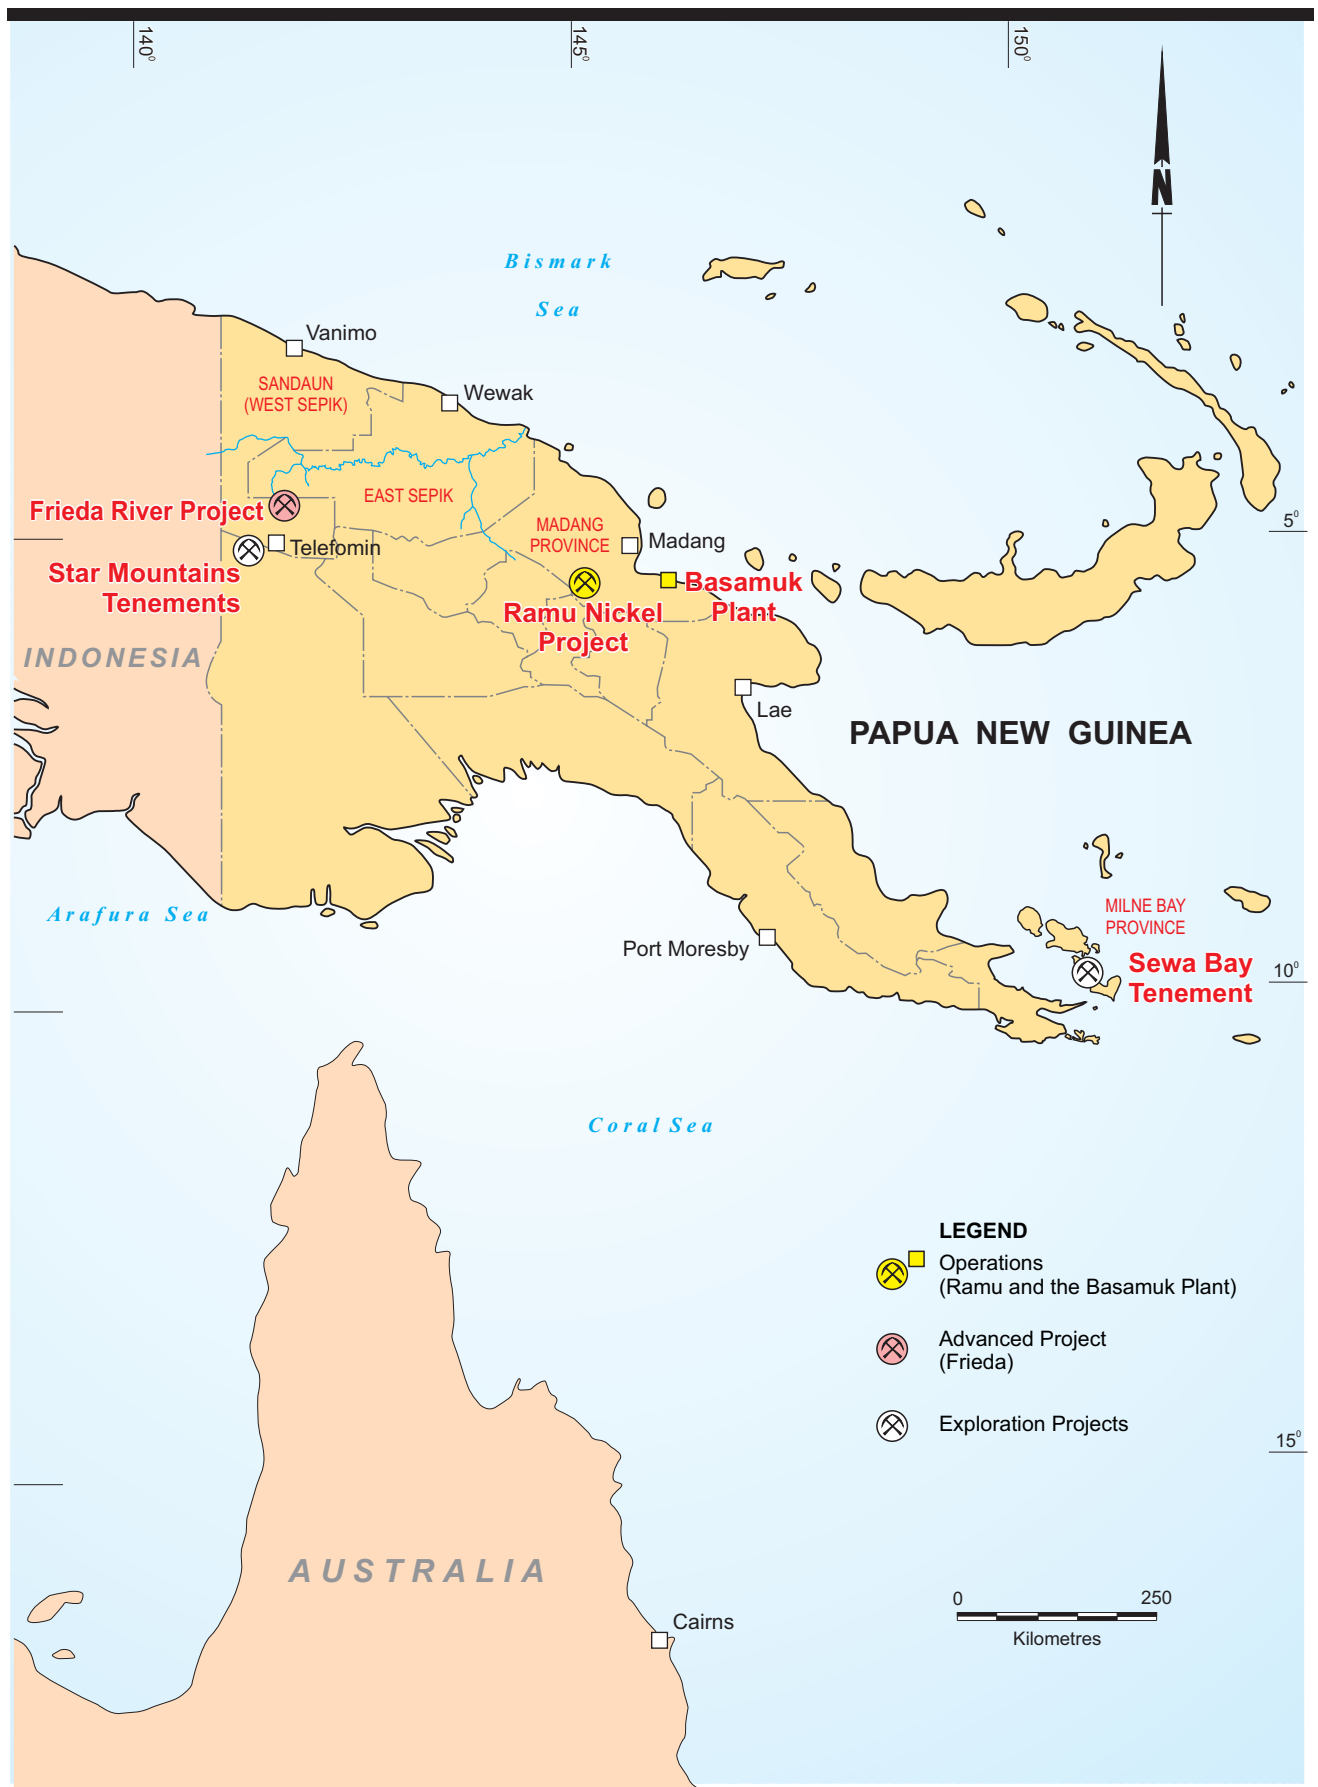 140°
145°
150°
N
Bismark
Sea
Vanimo
SANDAUN
(WEST SEPIK)
Wewak
EAST SEPIK
Frieda River Project
MADANG
PROVINCE
5°
Madang
Telefomin
Star Mountains
Tenements
Basamuk
Plant
Ramu Nickel
Project
INDONESIA
Lae
PAPUA NEW GUINEA
Arafura Sea
MILNE BAY
PROVINCE
Port Moresby
Sewa Bay
Tenement
10°
Coral Sea
LEGEND
Operations
(Ramu and the Basamuk Plant)
Advanced Project
(Frieda)
Exploration Projects
15°
AUSTRALIA
0 250
Kilometres
Cairns